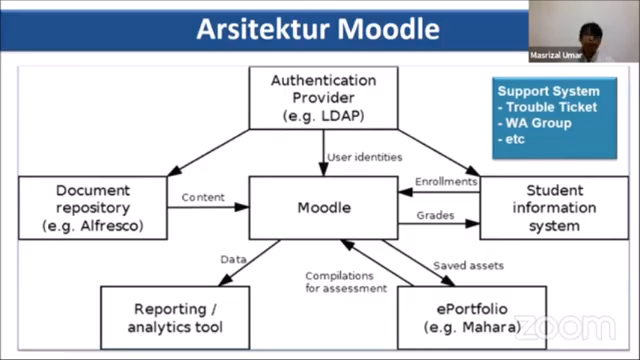 Arsitektur Moodle
Masrizal Umar
Authentication
Provider
(e.g. LDAP)
Support System
- Trouble Ticket
- WA Group
- etc
User identities
Document
repository
(e.g. Alfresco)
Content
Moodle
Enrollments
Grades
Student
information
system
Data
Compilations
for assessment
Saved assets
Reporting /
analytics tool
ePortfolio
(e.g. Mahara)
zoom